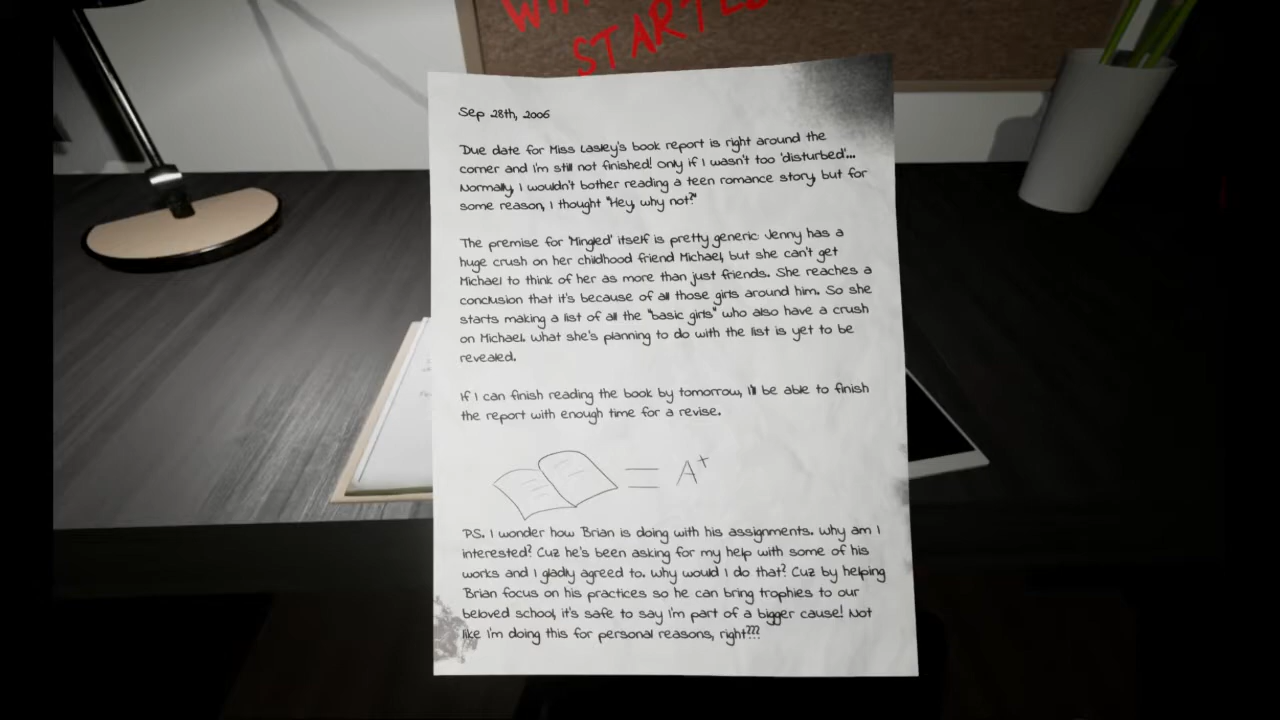 START
Sep 28th, 2006
Due date for Miss Lasley's book report is right around the
corner and I'm still not finished! Only if I wasn't too 'disturbed'...
Normally, I wouldn't bother reading a teen romance story, but for
some reason, I thought "Hey, why not?"
The premise for 'Mingled' itself is pretty generic: Jenny has a
huge crush on her childhood friend Michael, but she can't get
Michael to think of her as more than just friends. She reaches a
conclusion that it's because of all those girls around him. So she
starts making a list of all the "basic girls" who also have a crush
on Michael. What she's planning to do with the list is yet to be
revealed.
If I can finish reading the book by tomorrow, I'll be able to finish
the report with enough time for a revise.
= A+
PS. I wonder how Brian is doing with his assignments. Why am I
interested? Cuz he's been asking for my help with some of his
works and I gladly agreed to. Why would I do that? Cuz by helping
Brian focus on his practices so he can bring trophies to our
beloved school, it's safe to say I'm part of a bigger cause! Not
like I'm doing this for personal reasons, right???